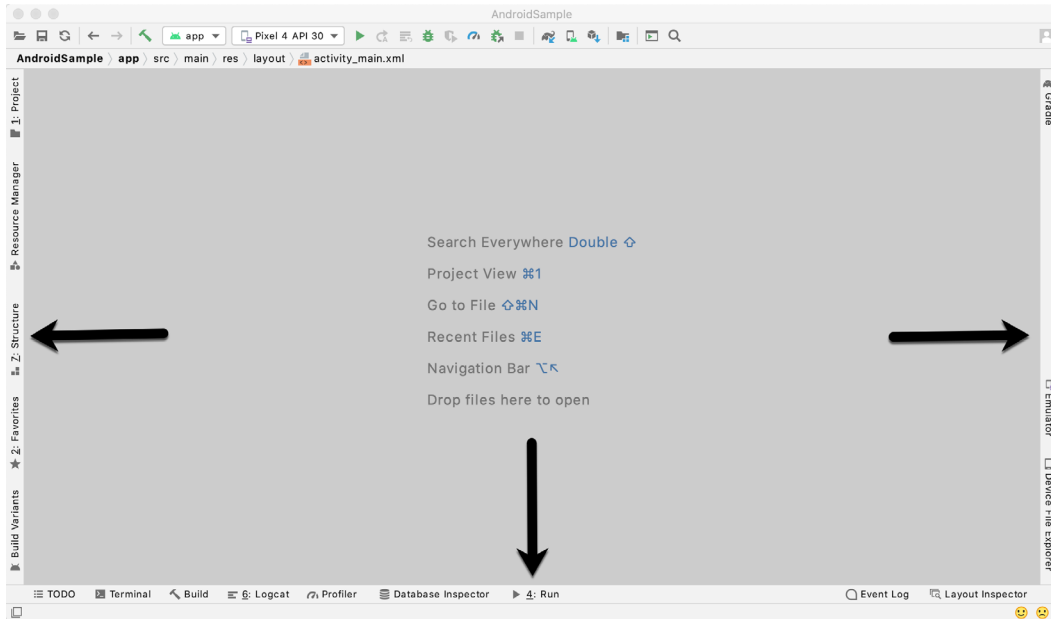 AndroidSample
app
Pixel 4 API 30
AndroidSample app src main res layout activity_main.xml
1: Project
Resource Manager
Z: Structure
2: Favorites
Build Variants
Search Everywhere Double ⇧
Project View ⌘1
Go to File ⇧⌘N
Recent Files ⌘E
Navigation Bar ⌥↖
Drop files here to open
Gradle
Emulator
Device File Explorer
TODO Terminal Build 6: Logcat Profiler Database Inspector 4: Run Event Log Layout Inspector